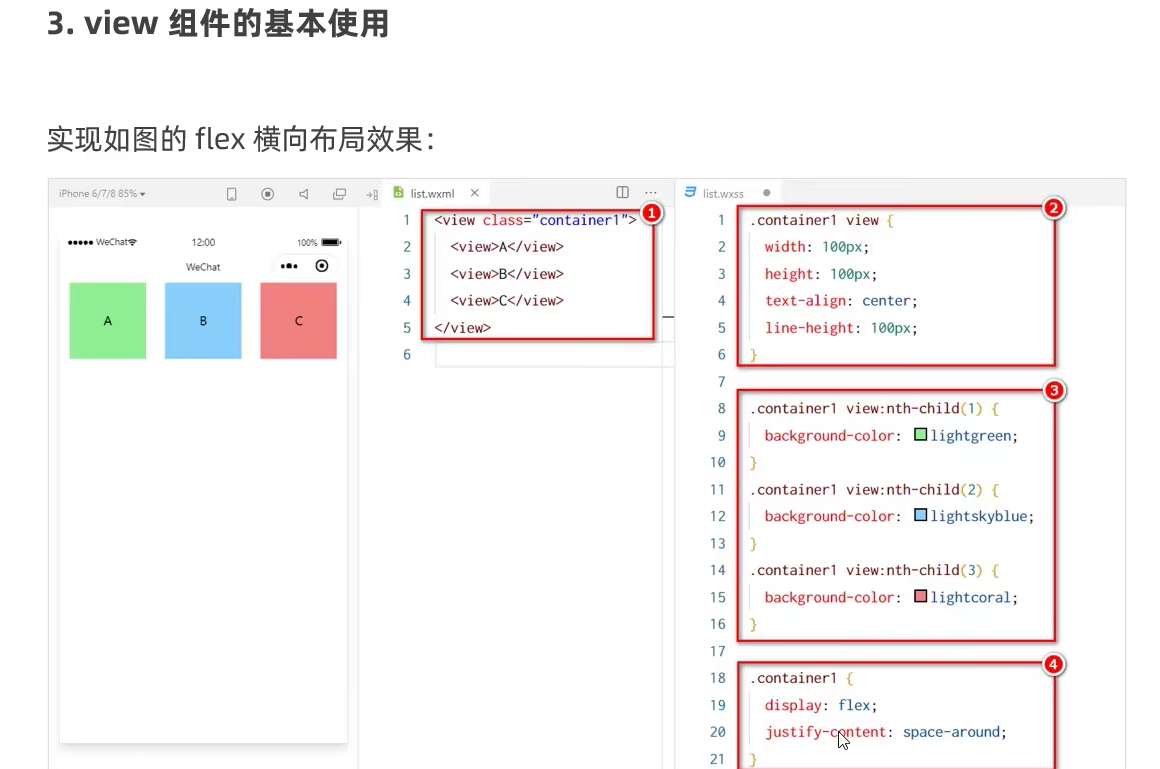 3. view 组件的基本使用
实现如图的 flex 横向布局效果：
iPhone 6/7/8 85%
list.wxml
list.wxss
WeChat
12:00
100%
WeChat
A
B
C
1 <view class="container1">
2 <view>A</view>
3 <view>B</view>
4 <view>C</view>
5 </view>
6
1
1 .container1 view {
2 width: 100px;
3 height: 100px;
4 text-align: center;
5 line-height: 100px;
6 }
7
2
8 .container1 view:nth-child(1) {
9 background-color: lightgreen;
10 }
11 .container1 view:nth-child(2) {
12 background-color: lightskyblue;
13 }
14 .container1 view:nth-child(3) {
15 background-color: lightcoral;
16 }
17
3
18 .container1 {
19 display: flex;
20 justify-content: space-around;
21 }
4